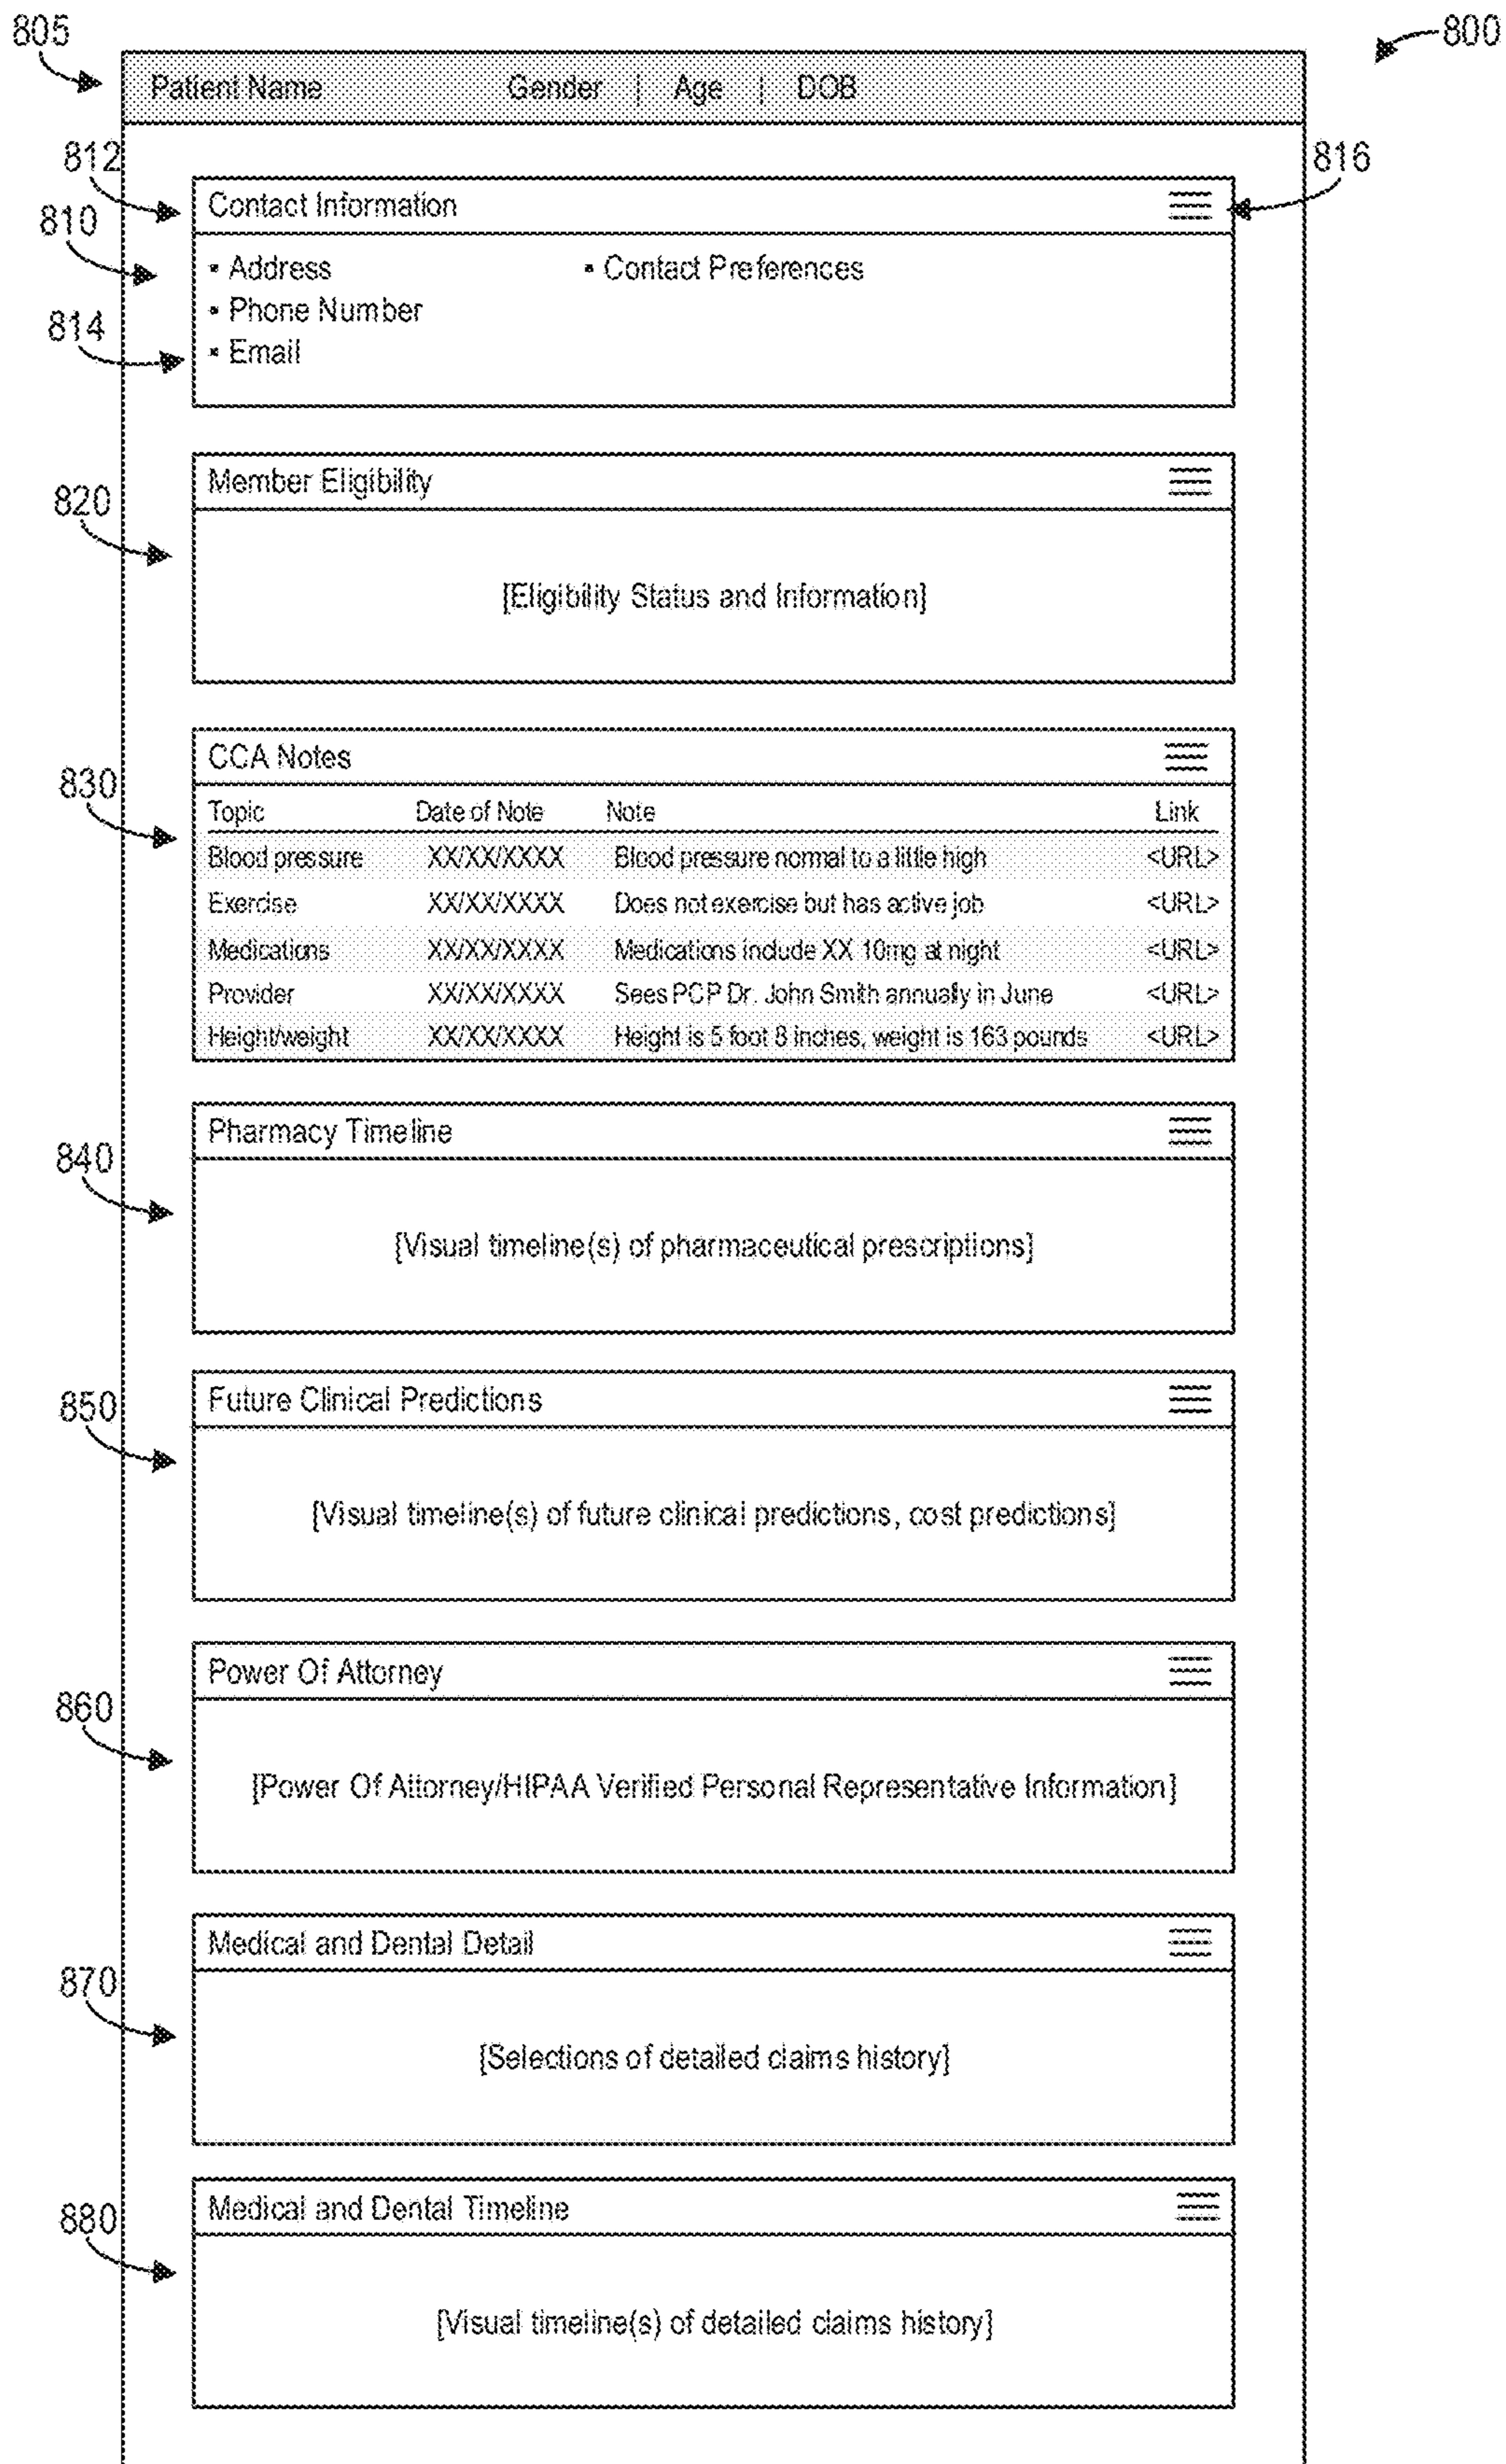 805
800
Patient Name Gender | Age | DOB
812
816
Contact Information
810
▪ Address ▪ Contact Preferences
▪ Phone Number
814
▪ Email
Member Eligibility
820
[Eligibility Status and Information]
CCA Notes
830
Topic Date of Note Note Link
Blood pressure XX/XX/XXXX Blood pressure normal to a little high <URL>
Exercise XX/XX/XXXX Does not exercise but has active job <URL>
Medications XX/XX/XXXX Medications include XX 10mg at night <URL>
Provider XX/XX/XXXX Sees PCP Dr. John Smith annually in June <URL>
Height/weight XX/XX/XXXX Height is 5 foot 8 inches, weight is 163 pounds <URL>
Pharmacy Timeline
840
[Visual timeline(s) of pharmaceutical prescriptions]
Future Clinical Predictions
850
[Visual timeline(s) of future clinical predictions, cost predictions]
Power Of Attorney
860
[Power Of Attorney/HIPAA Verified Personal Representative Information]
Medical and Dental Detail
870
[Selections of detailed claims history]
Medical and Dental Timeline
880
[Visual timeline(s) of detailed claims history]